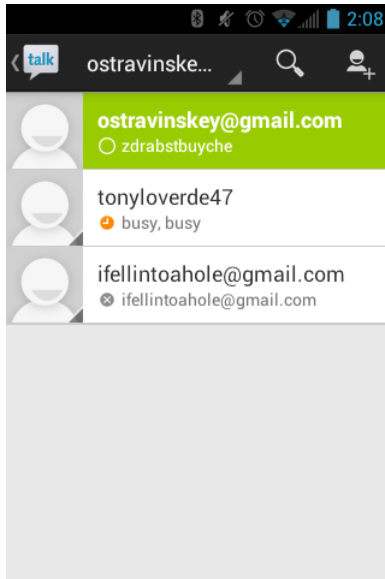 2:08
talk
ostravinske...
ostravinskey@gmail.com
zdrabstbuyche
tonyloverde47
busy, busy
ifellintoahole@gmail.com
ifellintoahole@gmail.com